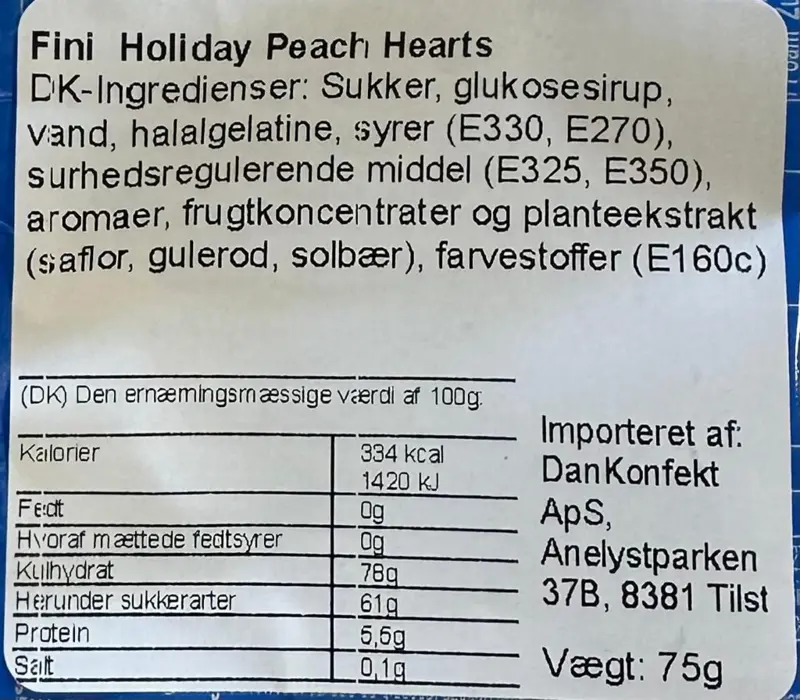 Fini Holiday Peach Hearts
DK-Ingredienser: Sukker, glukosesirup,
vand, halalgelatine, syrer (E330, E270),
surhedsregulerende middel (E325, E350),
aromaer, frugtkoncentrater og planteekstrakt
(saflor, gulerod, solbær), farvestoffer (E160c)
(DK) Den ernæmingsmæssige værdi af 100g:
Kalorier 334 kcal
1420 kJ
Fedt 0g
Hvoraf mættede fedtsyrer 0g
Kulhydrat 78g
Herunder sukkerarter 61g
Protein 5,6g
Salt 0,1g
Importeret af:
DanKonfekt
ApS,
Anelystparken
37B, 8381 Tilst
Vægt: 75g